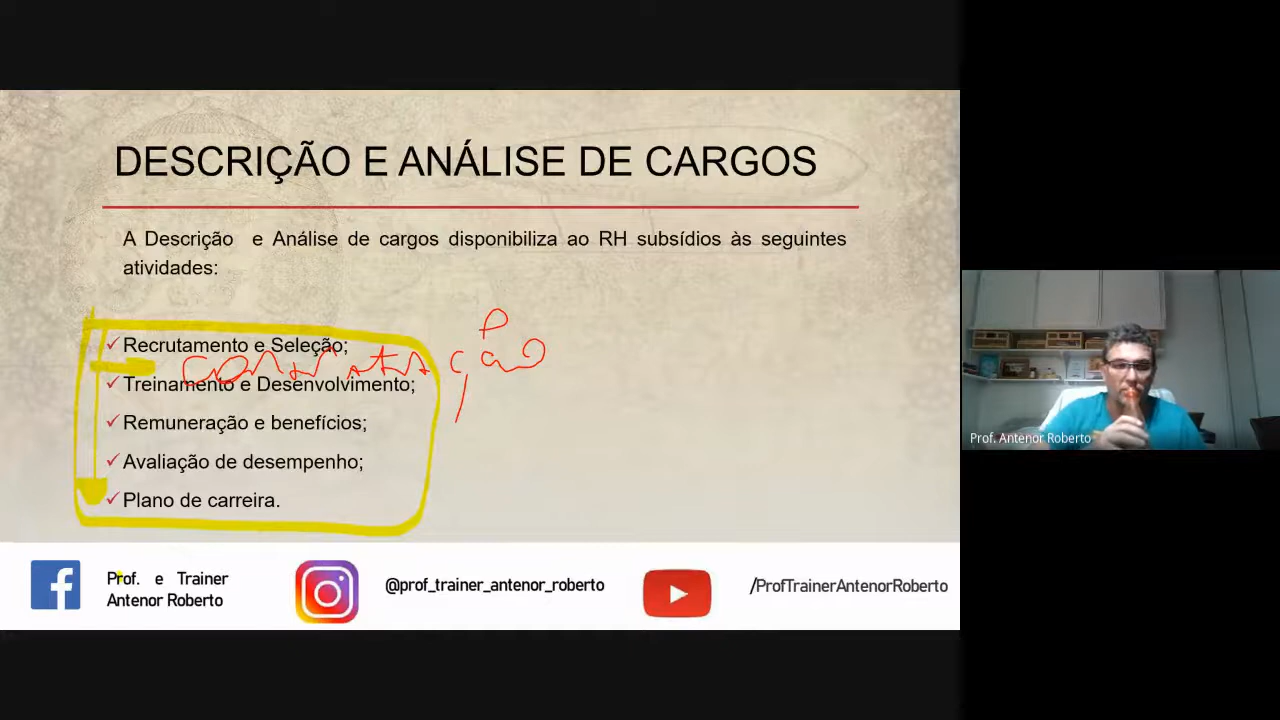 DESCRIÇÃO E ANÁLISE DE CARGOS
A Descrição e Análise de cargos disponibiliza ao RH subsídios às seguintes
atividades:
✓Recrutamento e Seleção;
contratação
✓Treinamento e Desenvolvimento;
✓Remuneração e benefícios;
✓Avaliação de desempenho;
✓Plano de carreira.
Prof. e Trainer
Antenor Roberto
@prof_trainer_antenor_roberto
/ProfTrainerAntenorRoberto
Prof. Antenor Roberto